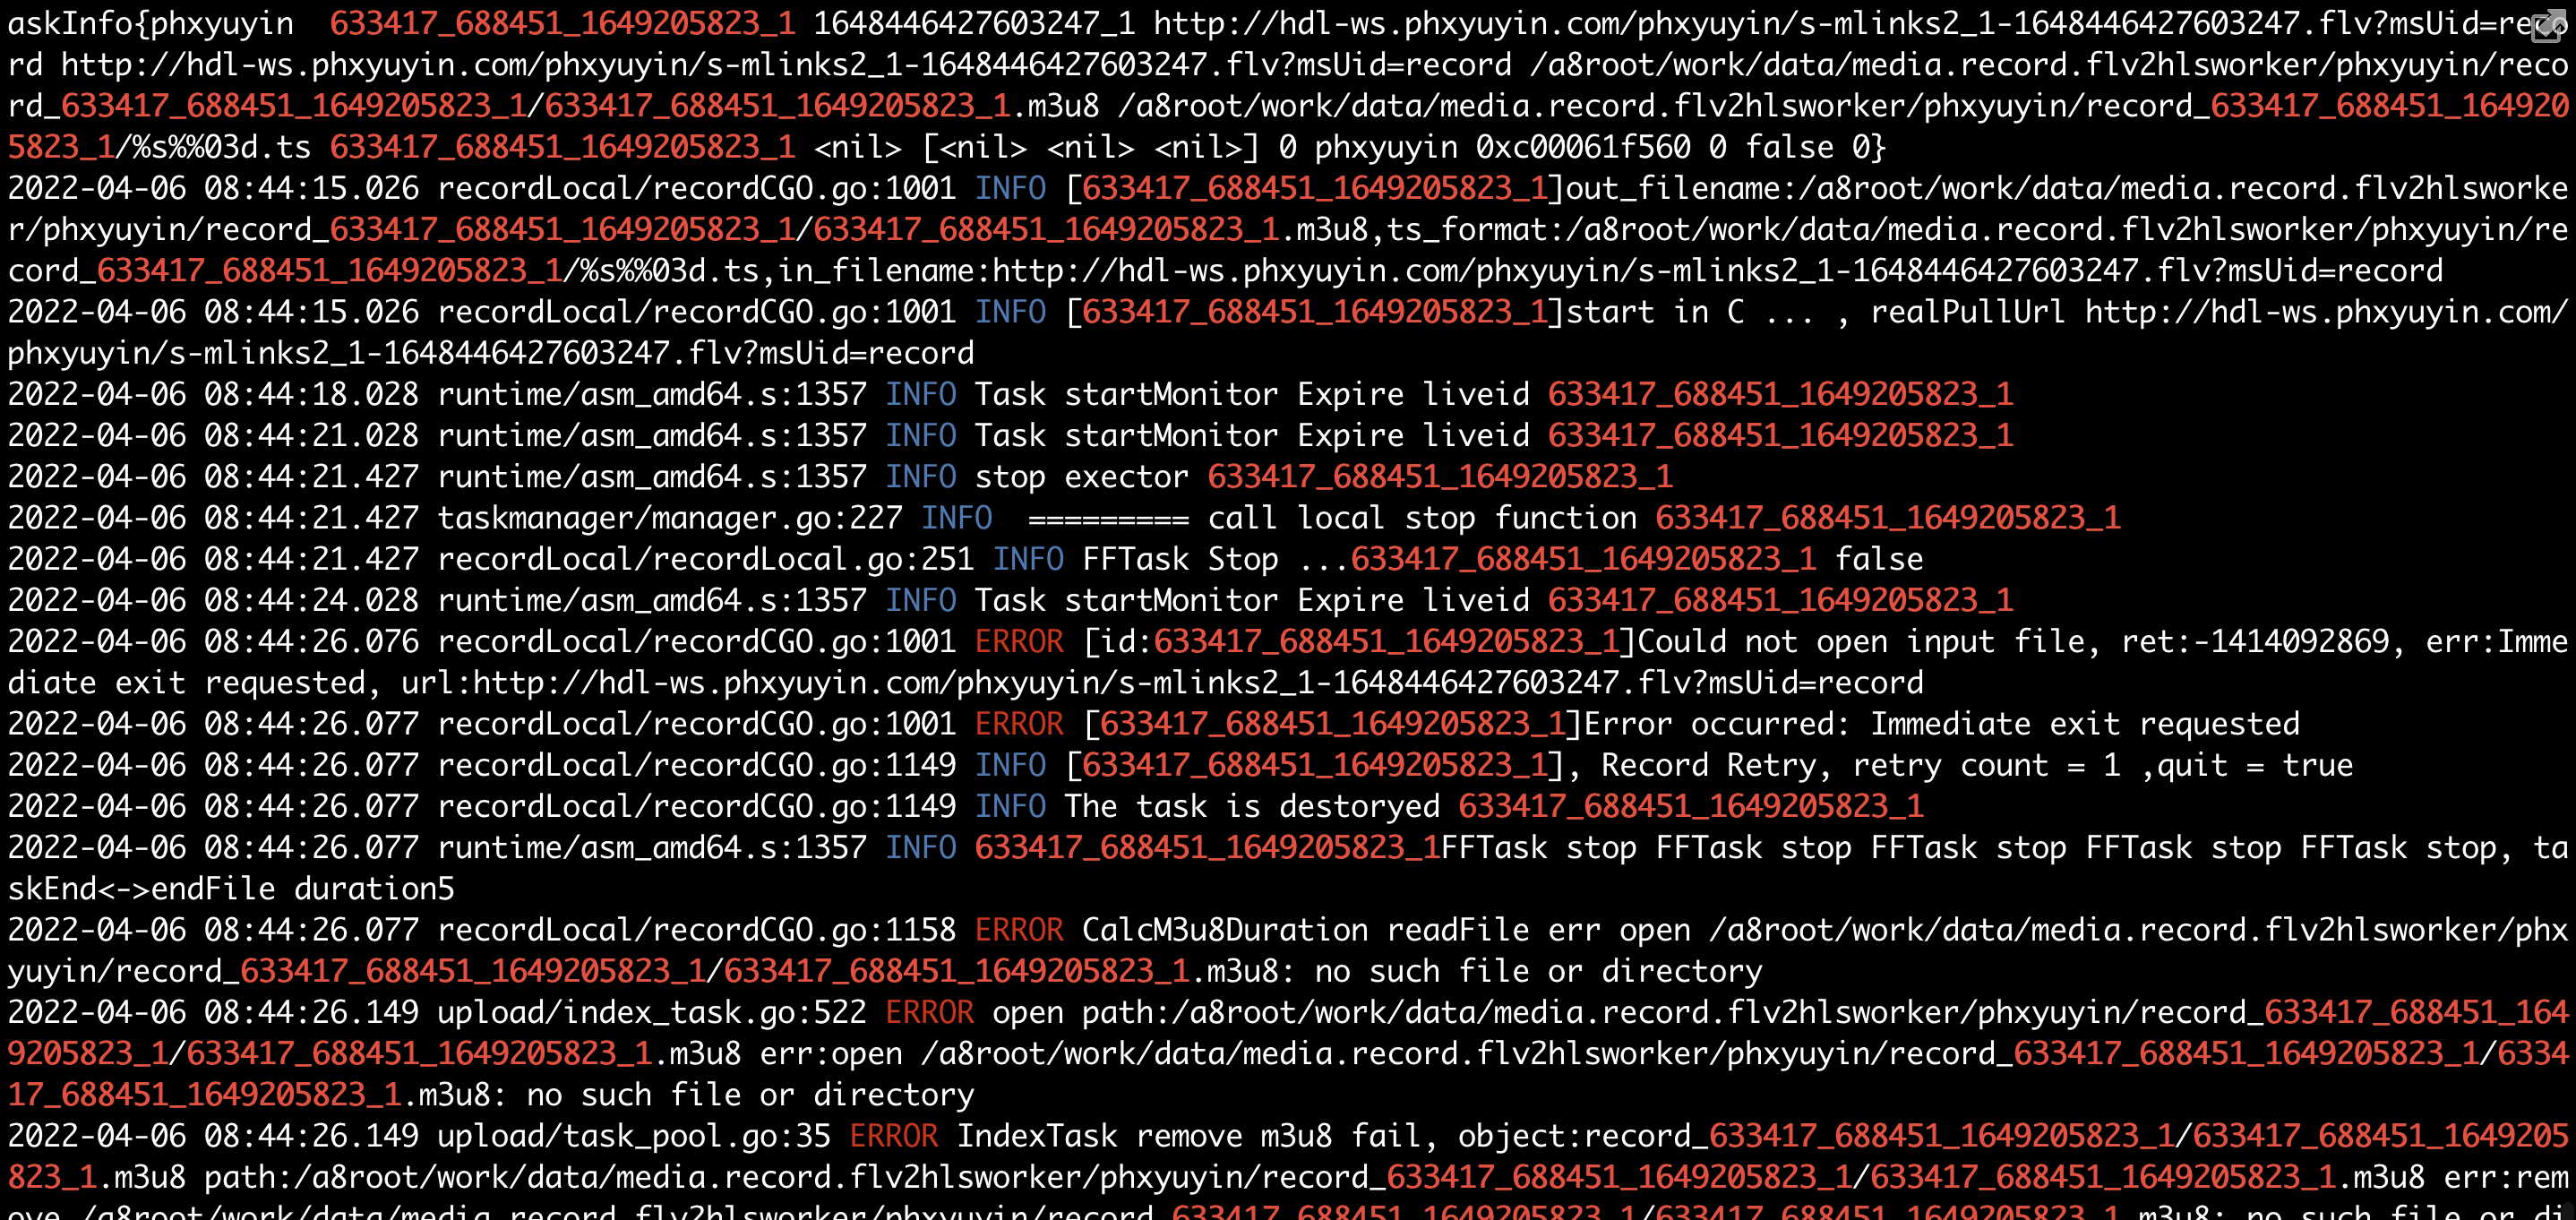 askInfo{phxyuyin  633417_688451_1649205823_1 1648446427603247_1 http://hdl-ws.phxyuyin.com/phxyuyin/s-mlinks2_1-1648446427603247.flv?msUid=reco
rd http://hdl-ws.phxyuyin.com/phxyuyin/s-mlinks2_1-1648446427603247.flv?msUid=record /a8root/work/data/media.record.flv2hlsworker/phxyuyin/reco
rd_633417_688451_1649205823_1/633417_688451_1649205823_1.m3u8 /a8root/work/data/media.record.flv2hlsworker/phxyuyin/record_633417_688451_164920
5823_1/%s%%03d.ts 633417_688451_1649205823_1 <nil> [<nil> <nil> <nil>] 0 phxyuyin 0xc00061f560 0 false 0}
2022-04-06 08:44:15.026 recordLocal/recordCGO.go:1001 INFO [633417_688451_1649205823_1]out_filename:/a8root/work/data/media.record.flv2hlsworke
r/phxyuyin/record_633417_688451_1649205823_1/633417_688451_1649205823_1.m3u8,ts_format:/a8root/work/data/media.record.flv2hlsworker/phxyuyin/re
cord_633417_688451_1649205823_1/%s%%03d.ts,in_filename:http://hdl-ws.phxyuyin.com/phxyuyin/s-mlinks2_1-1648446427603247.flv?msUid=record
2022-04-06 08:44:15.026 recordLocal/recordCGO.go:1001 INFO [633417_688451_1649205823_1]start in C ... , realPullUrl http://hdl-ws.phxyuyin.com/
phxyuyin/s-mlinks2_1-1648446427603247.flv?msUid=record
2022-04-06 08:44:18.028 runtime/asm_amd64.s:1357 INFO Task startMonitor Expire liveid 633417_688451_1649205823_1
2022-04-06 08:44:21.028 runtime/asm_amd64.s:1357 INFO Task startMonitor Expire liveid 633417_688451_1649205823_1
2022-04-06 08:44:21.427 runtime/asm_amd64.s:1357 INFO stop exector 633417_688451_1649205823_1
2022-04-06 08:44:21.427 taskmanager/manager.go:227 INFO  ========= call local stop function 633417_688451_1649205823_1
2022-04-06 08:44:21.427 recordLocal/recordLocal.go:251 INFO FFTask Stop ...633417_688451_1649205823_1 false
2022-04-06 08:44:24.028 runtime/asm_amd64.s:1357 INFO Task startMonitor Expire liveid 633417_688451_1649205823_1
2022-04-06 08:44:26.076 recordLocal/recordCGO.go:1001 ERROR [id:633417_688451_1649205823_1]Could not open input file, ret:-1414092869, err:Imme
diate exit requested, url:http://hdl-ws.phxyuyin.com/phxyuyin/s-mlinks2_1-1648446427603247.flv?msUid=record
2022-04-06 08:44:26.077 recordLocal/recordCGO.go:1001 ERROR [633417_688451_1649205823_1]Error occurred: Immediate exit requested
2022-04-06 08:44:26.077 recordLocal/recordCGO.go:1149 INFO [633417_688451_1649205823_1], Record Retry, retry count = 1 ,quit = true
2022-04-06 08:44:26.077 recordLocal/recordCGO.go:1149 INFO The task is destoryed 633417_688451_1649205823_1
2022-04-06 08:44:26.077 runtime/asm_amd64.s:1357 INFO 633417_688451_1649205823_1FFTask stop FFTask stop FFTask stop FFTask stop FFTask stop, ta
skEnd<->endFile duration5
2022-04-06 08:44:26.077 recordLocal/recordCGO.go:1158 ERROR CalcM3u8Duration readFile err open /a8root/work/data/media.record.flv2hlsworker/phx
yuyin/record_633417_688451_1649205823_1/633417_688451_1649205823_1.m3u8: no such file or directory
2022-04-06 08:44:26.149 upload/index_task.go:522 ERROR open path:/a8root/work/data/media.record.flv2hlsworker/phxyuyin/record_633417_688451_164
9205823_1/633417_688451_1649205823_1.m3u8 err:open /a8root/work/data/media.record.flv2hlsworker/phxyuyin/record_633417_688451_1649205823_1/6334
17_688451_1649205823_1.m3u8: no such file or directory
2022-04-06 08:44:26.149 upload/task_pool.go:35 ERROR IndexTask remove m3u8 fail, object:record_633417_688451_1649205823_1/633417_688451_1649205
823_1.m3u8 path:/a8root/work/data/media.record.flv2hlsworker/phxyuyin/record_633417_688451_1649205823_1/633417_688451_1649205823_1.m3u8 err:rem
ove /a8root/work/data/media.record.flv2hlsworker/phxyuyin/record_633417_688451_1649205823_1/633417_688451_1649205823_1.m3u8: no such file or di